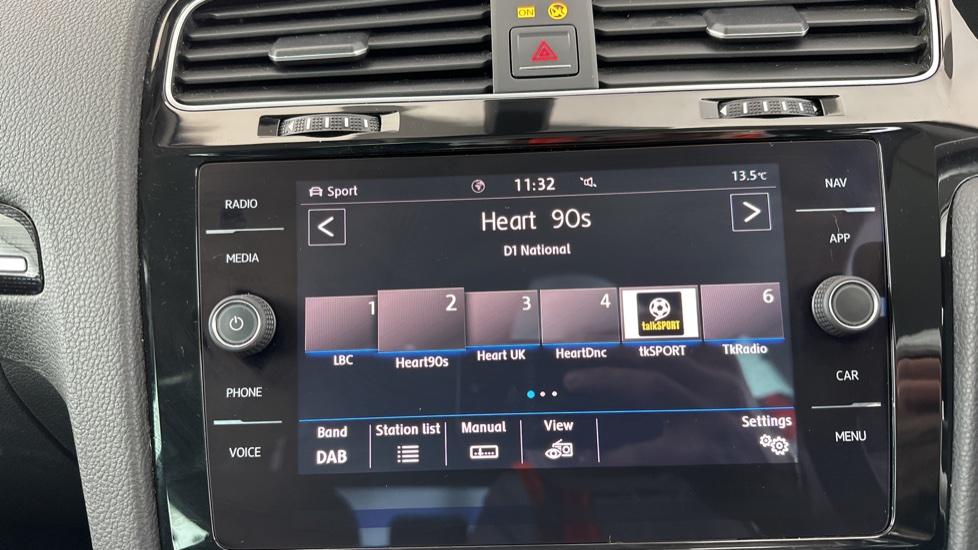 ON
RADIO
MEDIA
PHONE
VOICE
Sport
11:32
13.5°C
Heart 90s
D1 National
1
2
3
4
6
talkSPORT
LBC
Heart90s
Heart UK
HeartDnc
tkSPORT
TkRadio
Band
DAB
Station list
Manual
View
Settings
NAV
APP
CAR
MENU